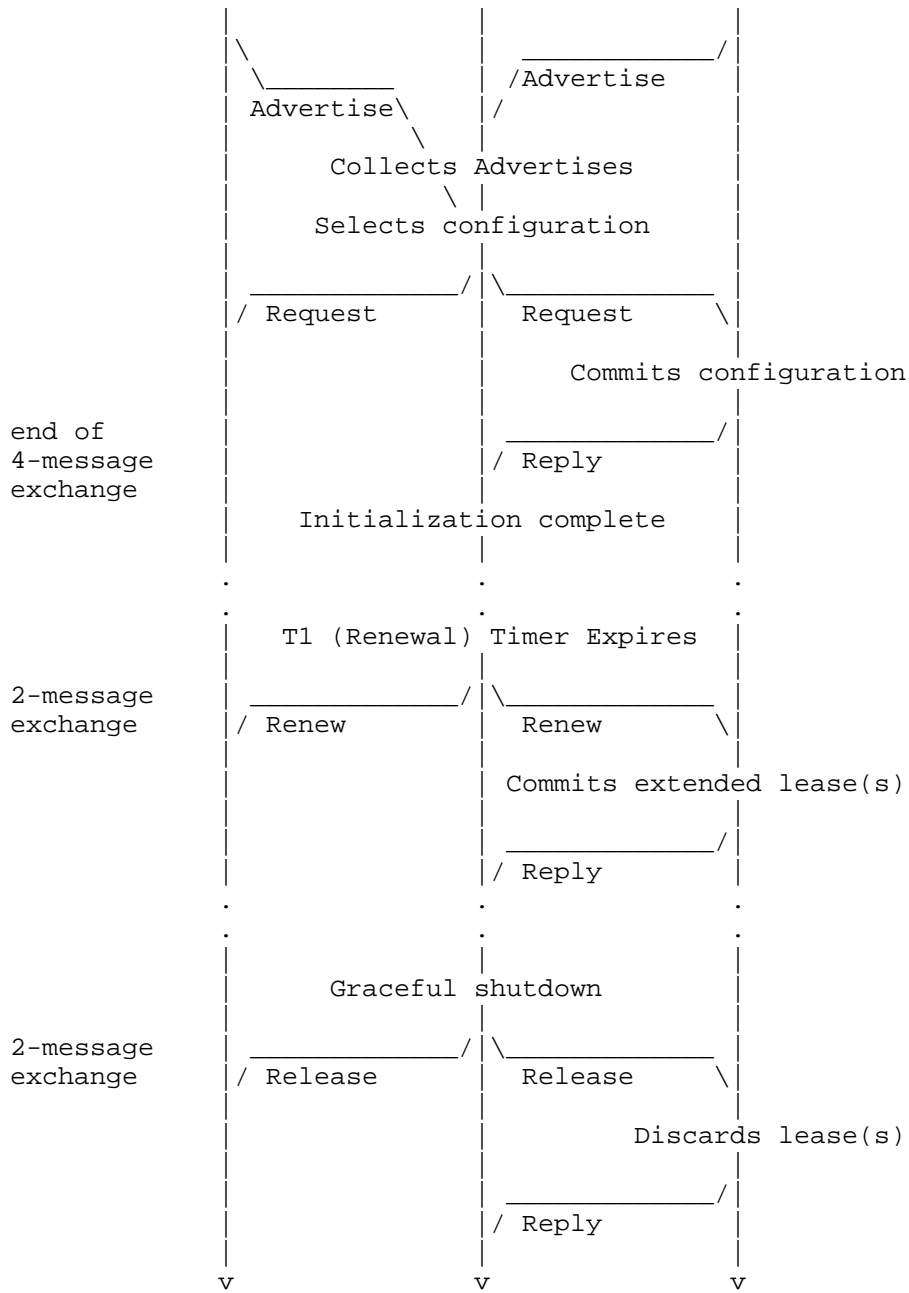 Advertise
Advertise
Collects Advertises
Selects configuration
Request Request
Commits configuration
end of
4-message Reply
exchange
Initialization complete
T1 (Renewal) Timer Expires
2-message
exchange Renew Renew
Commits extended lease(s)
Reply
Graceful shutdown
2-message
exchange Release Release
Discards lease(s)
Reply
v v v